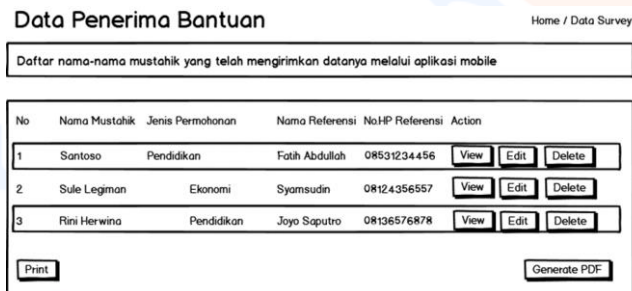 Data Penerima Bantuan Home / Data Survey
Daftar nama-nama mustahik yang telah mengirimkan datanya melalui aplikasi mobile
No Nama Mustahik Jenis Permohonan Nama Referensi No.HP Referensi Action
1 Santoso Pendidikan Fatih Abdullah 08531234456 View Edit Delete
2 Sule Legiman Ekonomi Syamsudin 08124356557 View Edit Delete
3 Rini Herwina Pendidikan Joyo Saputro 08136576878 View Edit Delete
Print Generate PDF